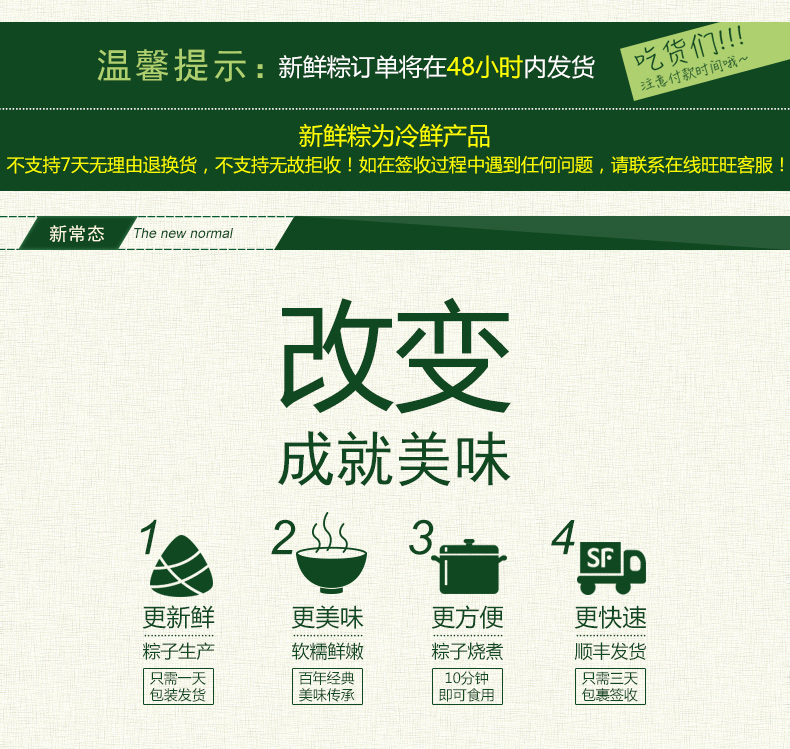 温馨提示：新鲜粽订单将在48小时内发货
吃货们!!!
注意付款时间哦~
新鲜粽为冷鲜产品
不支持7天无理由退换货，不支持无故拒收！如在签收过程中遇到任何问题，请联系在线旺旺客服！
新常态 The new normal
改变
成就美味
1 2 3 4
SF
更新鲜 更美味 更方便 更快速
粽子生产 软糯鲜嫩 粽子烧煮 顺丰发货
只需一天 百年经典 10分钟 只需三天
包装发货 美味传承 即可食用 包裹签收